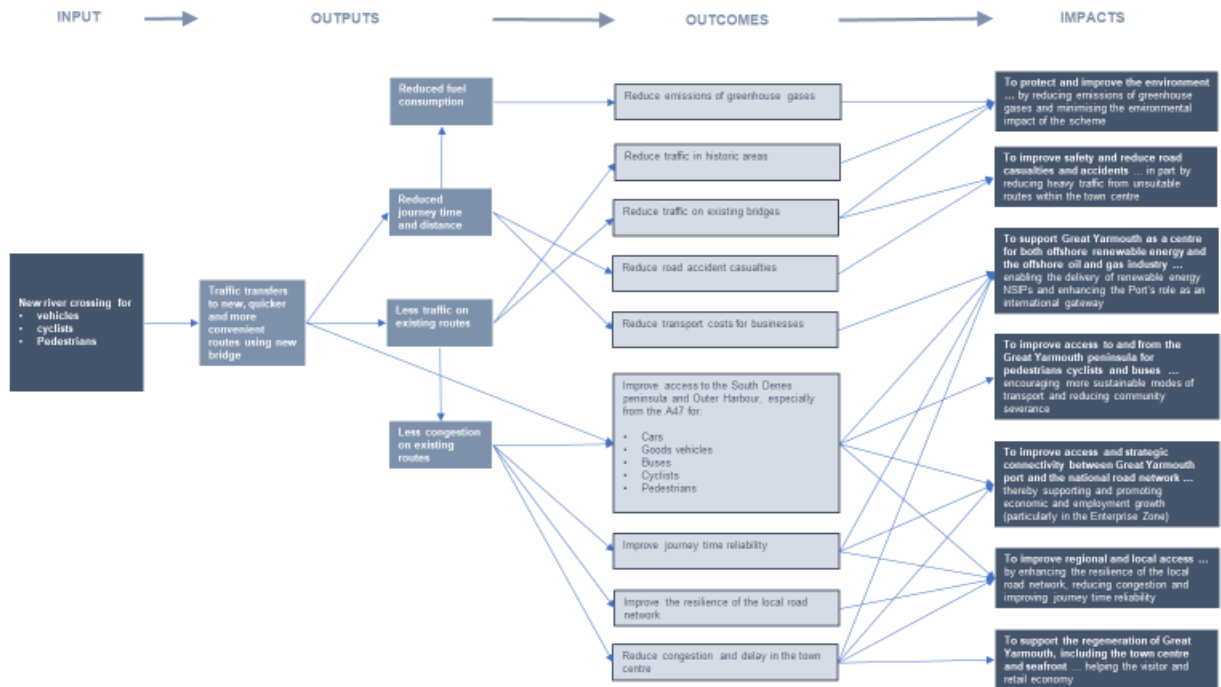 INPUT
OUTPUTS
OUTCOMES
IMPACTS
New river crossing for
• vehicles
• cyclists
• Pedestrians
Traffic transfers
to new, quicker
and more
convenient
routes using new
bridge
Reduced fuel
consumption
Reduced
journey time
and distance
Less traffic on
existing routes
Less congestion
on existing
routes
Reduce emissions of greenhouse gases
Reduce traffic in historic areas
Reduce traffic on existing bridges
Reduce road accident casualties
Reduce transport costs for businesses
Improve access to the South Denes
peninsula and Outer Harbour, especially
from the A47 for:
• Cars
• Goods vehicles
• Buses
• Cyclists
• Pedestrians
Improve journey time reliability
Improve the resilience of the local road
network
Reduce congestion and delay in the town
centre
To protect and improve the environment
... by reducing emissions of greenhouse
gases and minimising the environmental
impact of the scheme
To improve safety and reduce road
casualties and accidents ... in part by
reducing heavy traffic from unsuitable
routes within the town centre
To support Great Yarmouth as a centre
for both offshore renewable energy and
the offshore oil and gas industry ...
enabling the delivery of renewable energy
NSIPs and enhancing the Port's role as an
international gateway
To improve access to and from the
Great Yarmouth peninsula for
pedestrians cyclists and buses ...
encouraging more sustainable modes of
transport and reducing community
severance
To improve access and strategic
connectivity between Great Yarmouth
port and the national road network ...
thereby supporting and promoting
economic and employment growth
(particularly in the Enterprise Zone)
To improve regional and local access ...
by enhancing the resilience of the local
road network, reducing congestion and
improving journey time reliability
To support the regeneration of Great
Yarmouth, including the town centre
and seafront ... helping the visitor and
retail economy